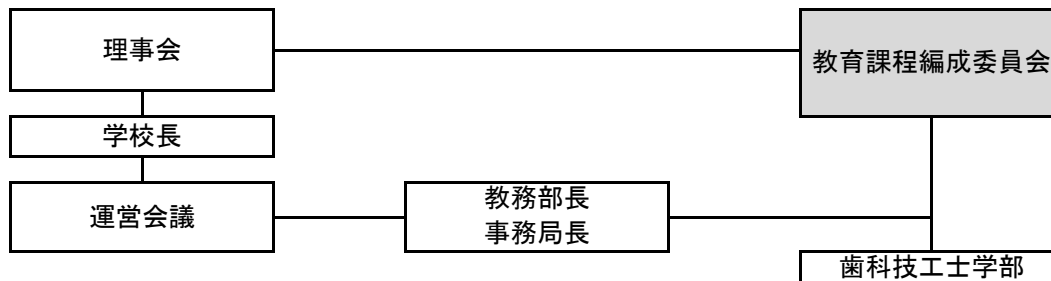 理事会
教育課程編成委員会
学校長
運営会議
教務部長
事務局長
歯科技工士学部